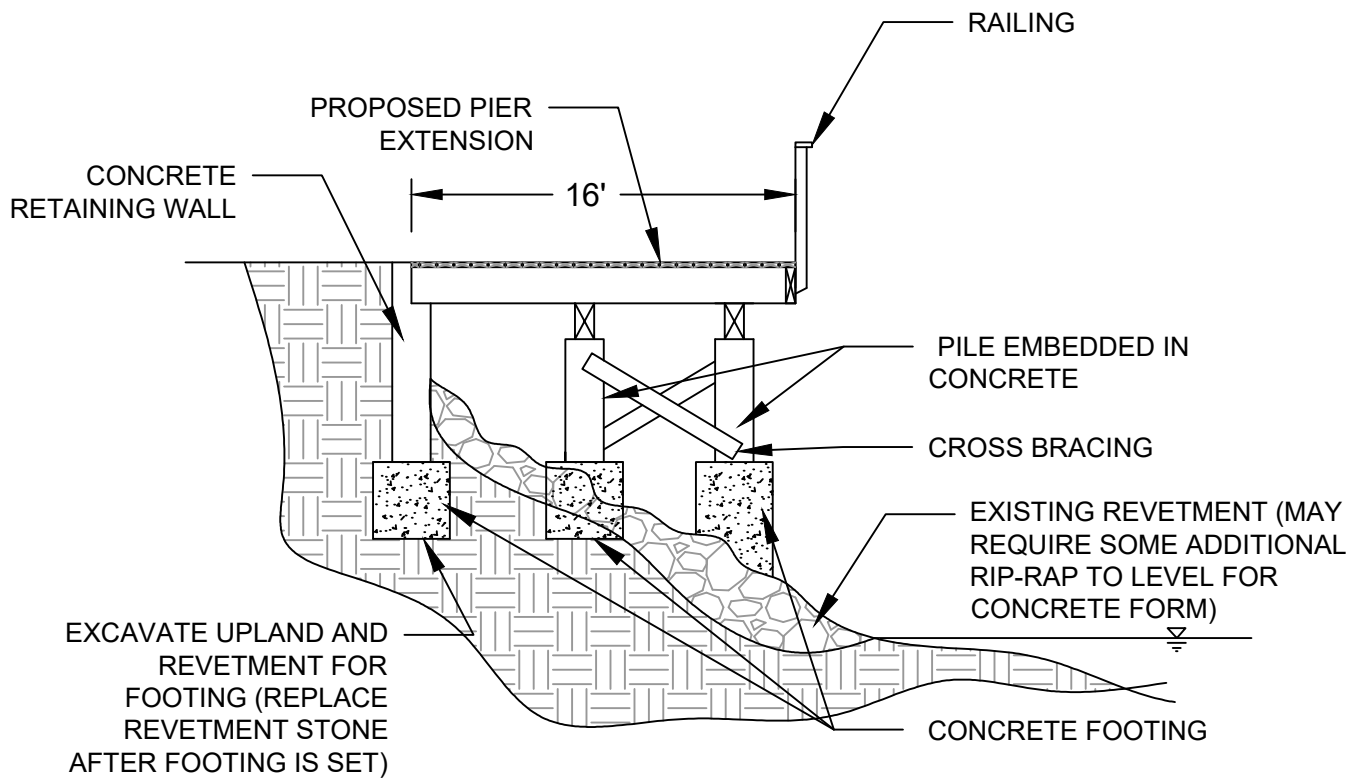 RAILING
PROPOSED PIER
EXTENSION
CONCRETE
RETAINING WALL
16'
PILE EMBEDDED IN
CONCRETE
CROSS BRACING
EXISTING REVETMENT (MAY
REQUIRE SOME ADDITIONAL
RIP-RAP TO LEVEL FOR
CONCRETE FORM)
EXCAVATE UPLAND AND
REVETMENT FOR
FOOTING (REPLACE
REVETMENT STONE
AFTER FOOTING IS SET)
CONCRETE FOOTING